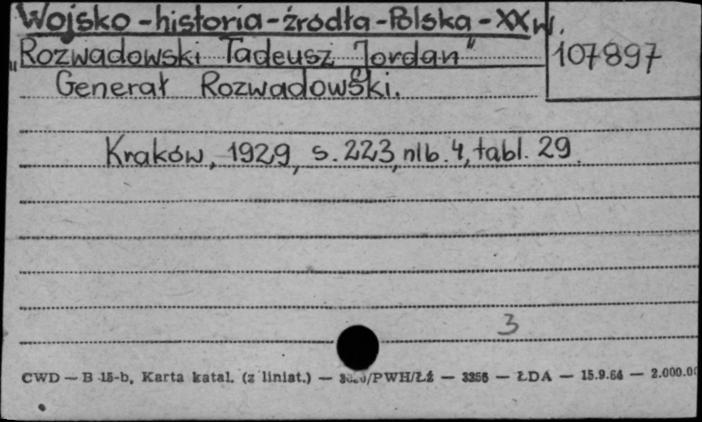 Wojsko - historia - źródła - Polska - XX w.
"Rozwadowski Tadeusz Jordan"
107897
Generał Rozwadowski.
Kraków, 1929, s. 223, nlb. 4, tabl. 29.
3
CWD — B 15-b, Karta katal. (z liniat.) — /PWH/Łź — 3356 — ŁDA — 15.9.64 — 2.000.00